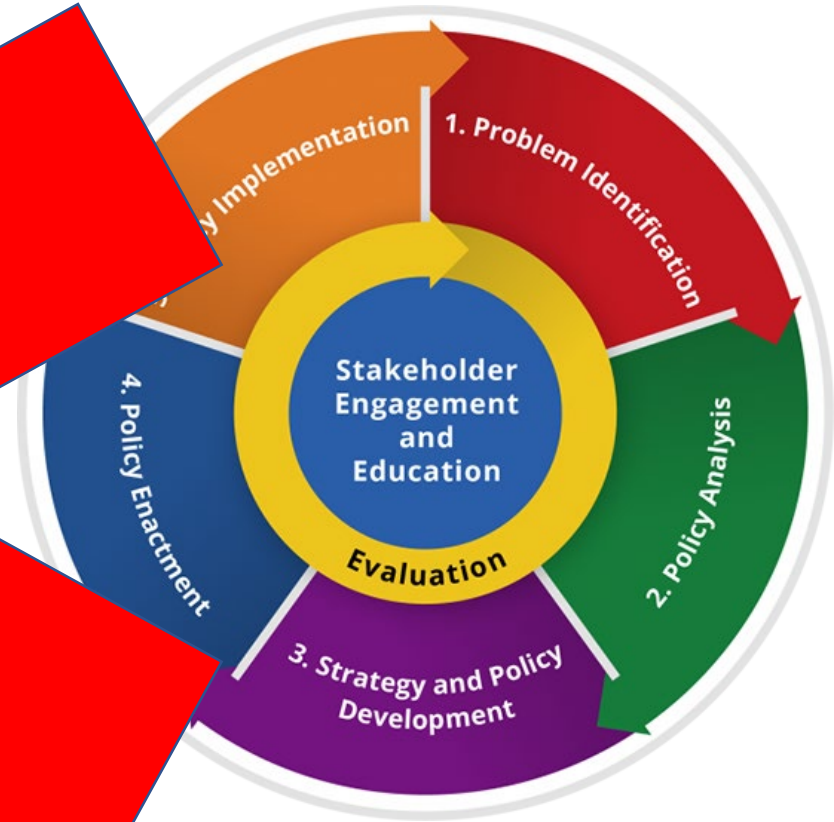 1. Problem Identification
2. Policy Analysis
3. Strategy and Policy
Development
4. Policy Enactment
Implementation
Stakeholder
Engagement
and
Education
Evaluation